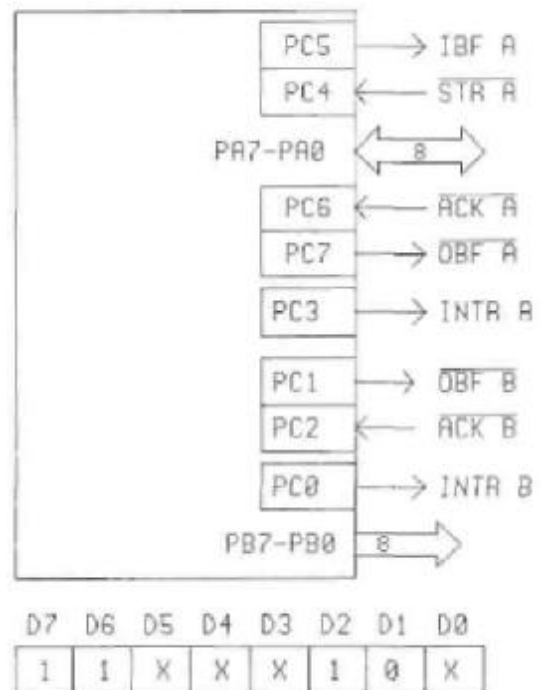 PC5 IBF A
PC4 STR A
PA7-PA0 8
PC6 ACK A
PC7 OBF A
PC3 INTR A
PC1 OBF B
PC2 ACK B
PC0 INTR B
PB7-PB0 8
D7 D6 D5 D4 D3 D2 D1 D0
1 1 X X X 1 0 X